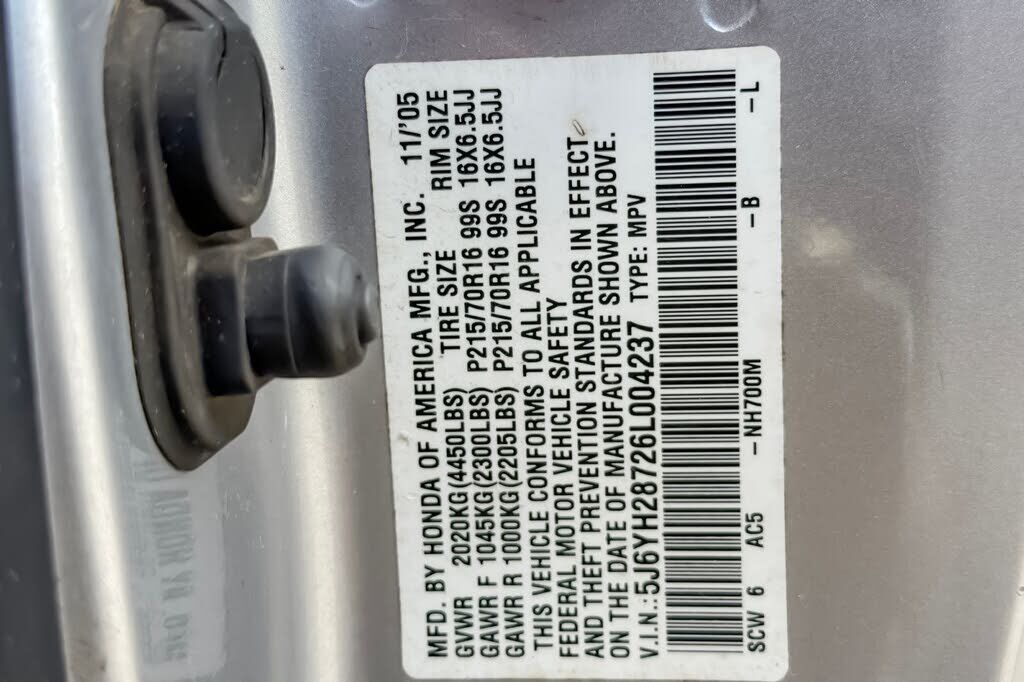 MFD. BY HONDA OF AMERICA MFG., INC. 11/'05
GVWR 2020KG(4450LBS) TIRE SIZE RIM SIZE
GAWR F 1045KG(2300LBS) P215/70R16 99S 16X6.5JJ
GAWR R 1000KG(2205LBS) P215/70R16 99S 16X6.5JJ
THIS VEHICLE CONFORMS TO ALL APPLICABLE
FEDERAL MOTOR VEHICLE SAFETY
AND THEFT PREVENTION STANDARDS IN EFFECT
ON THE DATE OF MANUFACTURE SHOWN ABOVE.
V.I.N.:5J6YH28726L004237 TYPE: MPV
SCW 6 AC5 -NH700M -B -L